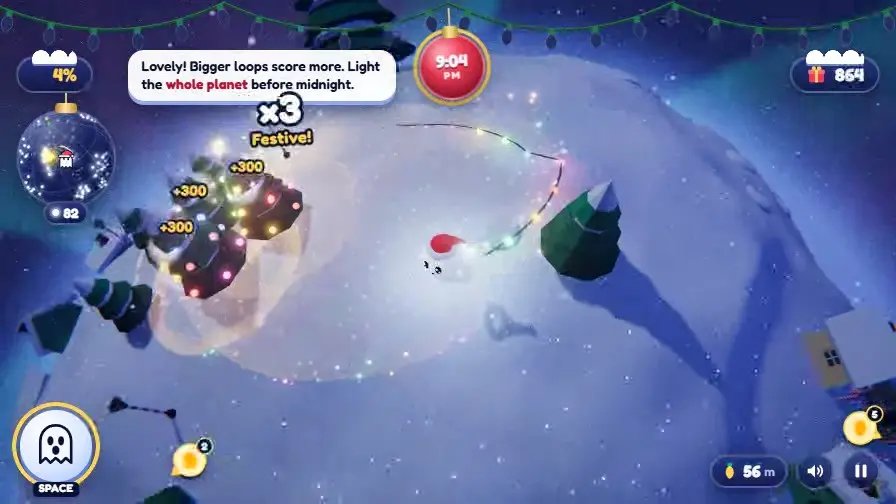 4%
Lovely! Bigger loops score more. Light
the whole planet before midnight.
9:04
PM
864
x3
Festive!
+300
+300
+300
82
2
5
SPACE
56 m